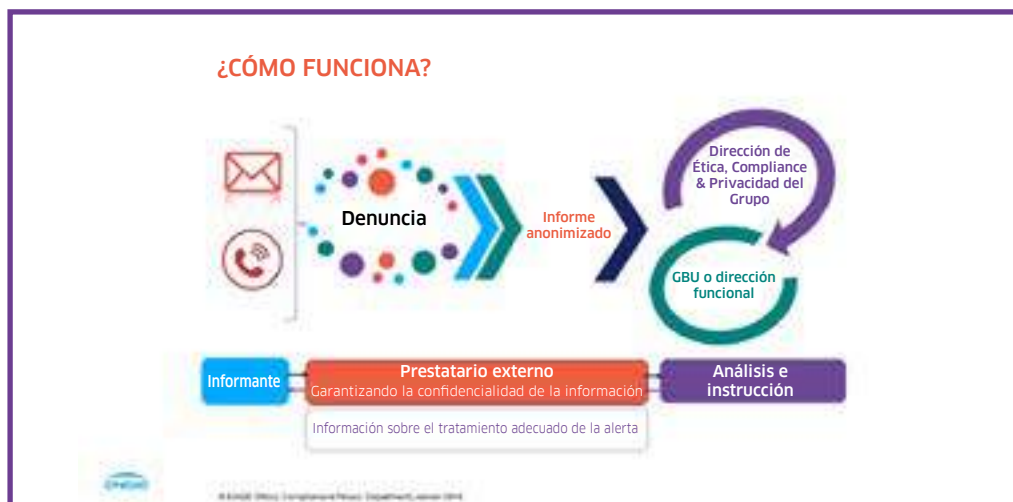 ¿CÓMO FUNCIONA?
Denuncia
Informe
anonimizado
Dirección de
Ética, Compliance
& Privacidad del
Grupo
GBU o dirección
funcional
Informante
Prestatario externo
Garantizando la confidencialidad de la información
Análisis e
instrucción
Información sobre el tratamiento adecuado de la alerta